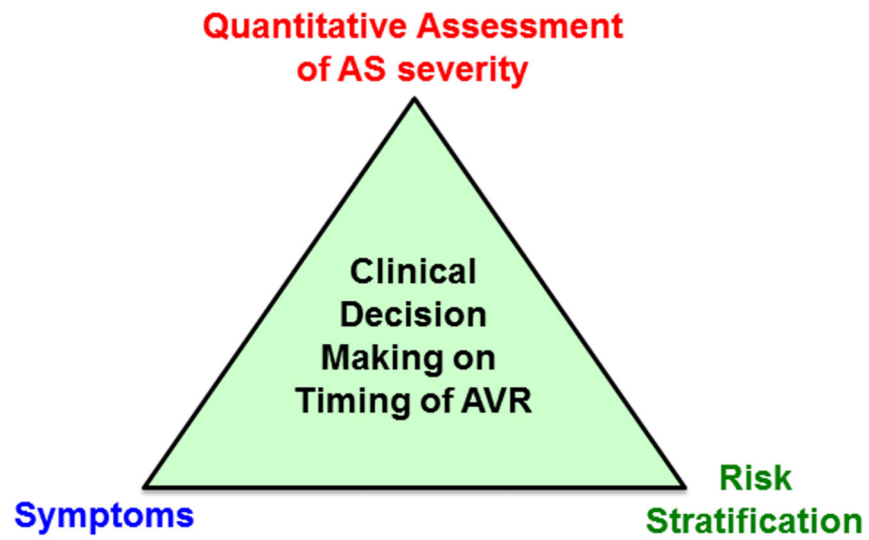 Quantitative Assessment
of AS severity
Clinical
Decision
Making on
Timing of AVR
Symptoms
Risk
Stratification